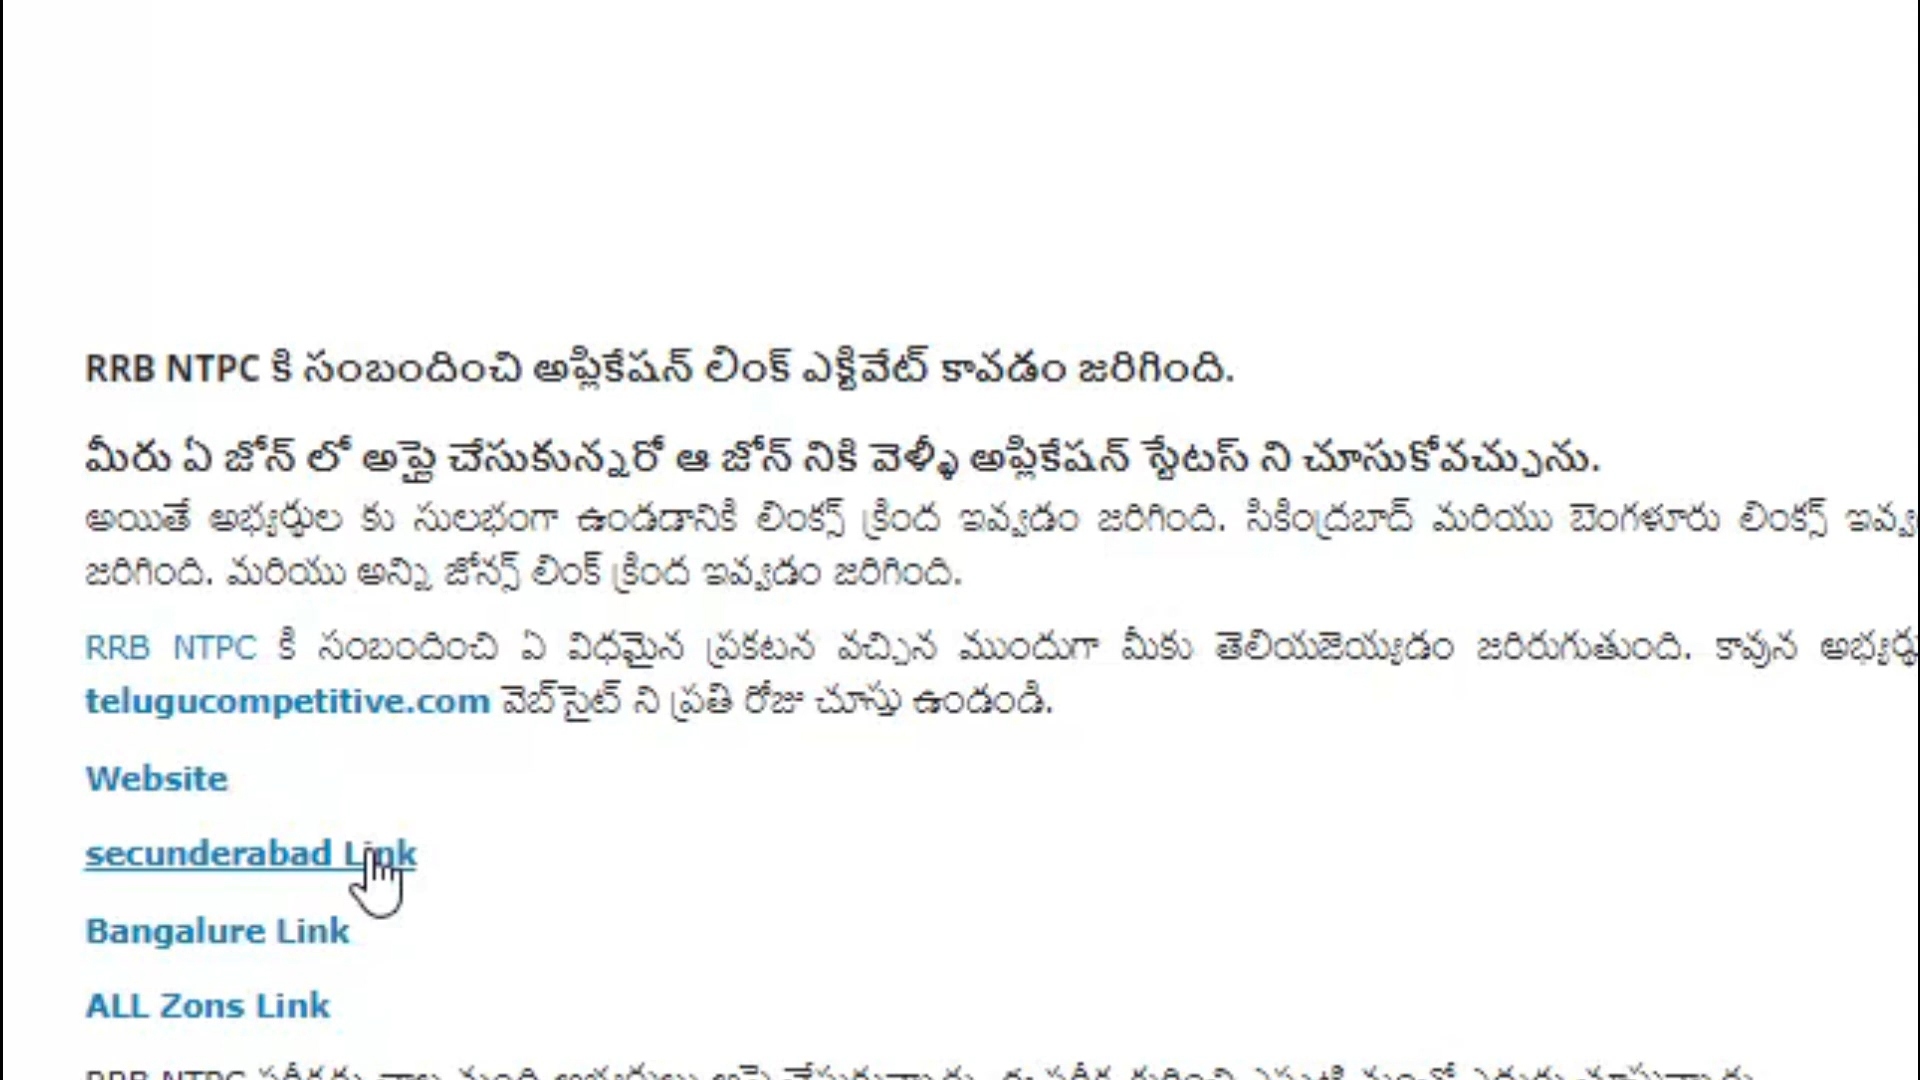 RRB NTPC కి సంబందించి అప్లికేషన్ లింక్ ఎక్టివేట్ కావడం జరిగింది.
మీరు ఏ జోన్ లో అప్లై చేసుకున్నరో ఆ జోన్ నికి వెళ్ళీ అప్లికేషన్ స్టేటస్ ని చూసుకోవచ్చును.
అయితే అభ్యర్థుల కు సులభంగా ఉండడానికి లింక్స్ క్రింద ఇవ్వడం జరిగింది. సికింద్రబాద్ మరియు బెంగళూరు లింక్స్
జరిగింది. మరియు అన్ని జోనస్ లింక్ క్రింద ఇవ్వడం జరిగింది.
RRB NTPC కి సంబందించి ఏ విధమైన ప్రకటన వచ్చిన ముందుగా మీకు తెలియజెయ్యడం జరిరుగుతుంది. కావున
telugucompetitive.com వెబ్‌సైట్ ని ప్రతి రోజు చూస్తు ఉండండి.
Website
secunderabad Link
Bangalure Link
ALL Zons Link